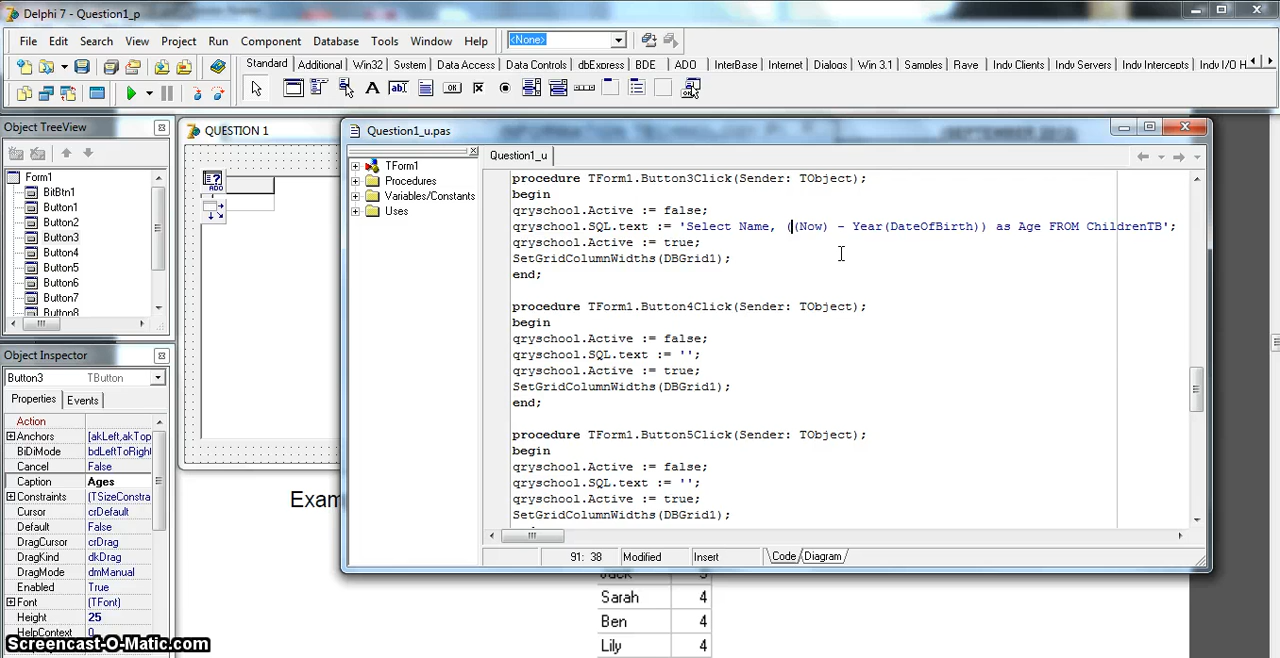 Delphi 7 - Question1_p
File Edit Search View Project Run Component Database Tools Window Help <None>
Standard Additional Win32 System Data Access Data Controls dbExpress BDE ADO InterBase Internet Dialogs Win 3.1 Samples Rave Indy Clients Indy Servers Indy Intercepts Indy I/O H
Object TreeView
Form1
BitBtn1
Button1
Button2
Button3
Button4
Button5
Button6
Button7
Button8
Object Inspector
Button3 TButton
Properties Events
Action
Anchors [akLeft,akTop
BiDiMode bdLeftToRight
Cancel False
Caption Ages
Constraints (TSizeConstra
Cursor crDefault
Default False
DragCursor crDrag
DragKind dkDrag
DragMode dmManual
Enabled True
Font (TFont)
Height 25
HelpContext 0
QUESTION 1
ADO
Exam
Question1_u.pas
TForm1
Procedures
Variables/Constants
Uses
Question1_u
procedure TForm1.Button3Click(Sender: TObject);
begin
qryschool.Active := false;
qryschool.SQL.text := 'Select Name, ((Now) - Year(DateOfBirth)) as Age FROM ChildrenTB';
qryschool.Active := true;
SetGridColumnWidths(DBGrid1);
end;
procedure TForm1.Button4Click(Sender: TObject);
begin
qryschool.Active := false;
qryschool.SQL.text := '';
qryschool.Active := true;
SetGridColumnWidths(DBGrid1);
end;
procedure TForm1.Button5Click(Sender: TObject);
begin
qryschool.Active := false;
qryschool.SQL.text := '';
qryschool.Active := true;
SetGridColumnWidths(DBGrid1);
91: 38 Modified Insert Code Diagram
Jack
Sarah 4
Ben 4
Lily 4
Screencast-O-Matic.com